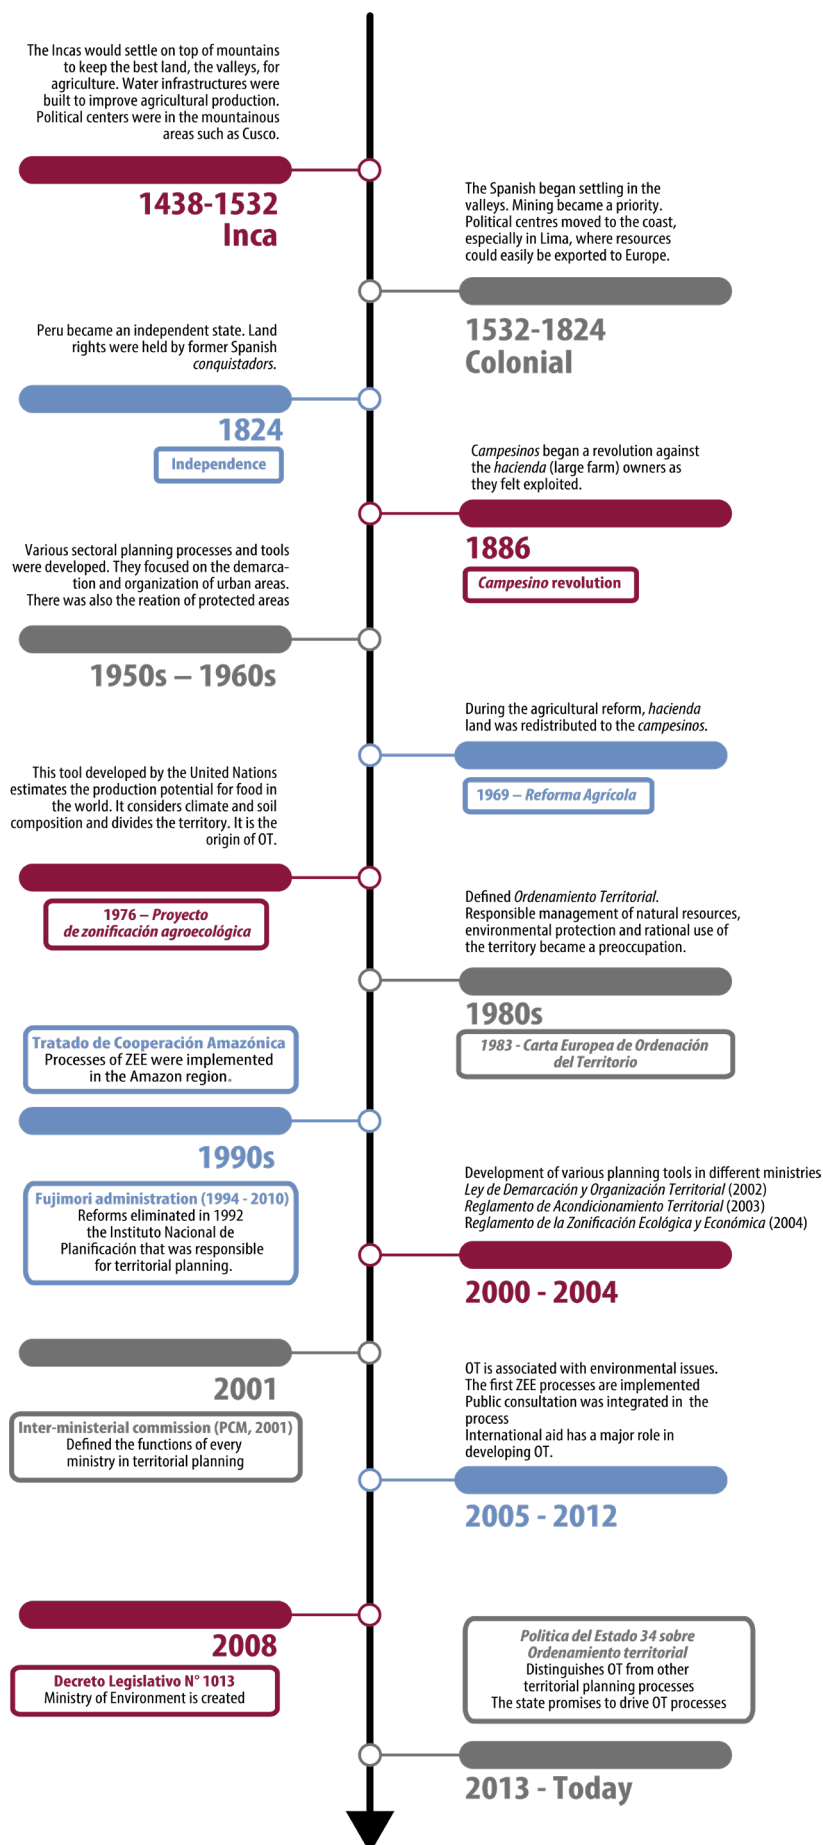 The Incas would settle on top of mountains
to keep the best land, the valleys, for
agriculture. Water infrastructures were
built to improve agricultural production.
Political centers were in the mountainous
areas such as Cusco.
1438-1532
Inca
The Spanish began settling in the
valleys. Mining became a priority.
Political centres moved to the coast,
especially in Lima, where resources
could easily be exported to Europe.
1532-1824
Colonial
Peru became an independent state. Land
rights were held by former Spanish
conquistadors.
1824
Independence
Campesinos began a revolution against
the hacienda (large farm) owners as
they felt exploited.
1886
Campesino revolution
Various sectoral planning processes and tools
were developed. They focused on the demarca-
tion and organization of urban areas.
There was also the reation of protected areas
1950s – 1960s
During the agricultural reform, hacienda
land was redistributed to the campesinos.
1969 – Reforma Agrícola
This tool developed by the United Nations
estimates the production potential for food in
the world. It considers climate and soil
composition and divides the territory. It is the
origin of OT.
1976 – Proyecto
de zonificación agroecológica
Defined Ordenamiento Territorial.
Responsible management of natural resources,
environmental protection and rational use of
the territory became a preoccupation.
1980s
1983 - Carta Europea de Ordenación
del Territorio
Tratado de Cooperación Amazónica
Processes of ZEE were implemented
in the Amazon region.
1990s
Fujimori administration (1994 - 2010)
Reforms eliminated in 1992
the Instituto Nacional de
Planificación that was responsible
for territorial planning.
Development of various planning tools in different ministries
Ley de Demarcación y Organización Territorial (2002)
Reglamento de Acondicionamiento Territorial (2003)
Reglamento de la Zonificación Ecológica y Económica (2004)
2000 - 2004
2001
Inter-ministerial commission (PCM, 2001)
Defined the functions of every
ministry in territorial planning
OT is associated with environmental issues.
The first ZEE processes are implemented
Public consultation was integrated in the
process
International aid has a major role in
developing OT.
2005 - 2012
2008
Decreto Legislativo N° 1013
Ministry of Environment is created
Politica del Estado 34 sobre
Ordenamiento territorial
Distinguishes OT from other
territorial planning processes
The state promises to drive OT processes
2013 - Today